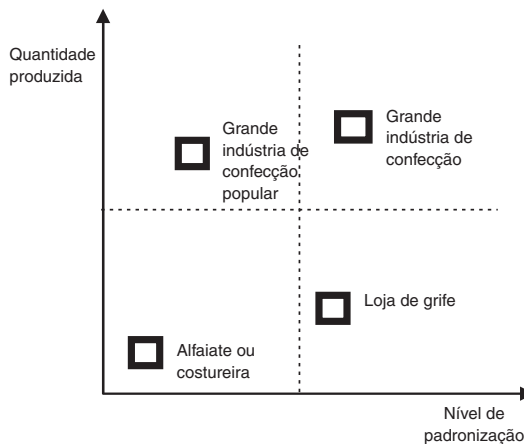 Quantidade
produzida
Grande
indústria de
confecção
popular
Grande
indústria de
confecção
Loja de grife
Alfaiate ou
costureira
Nível de
padronização